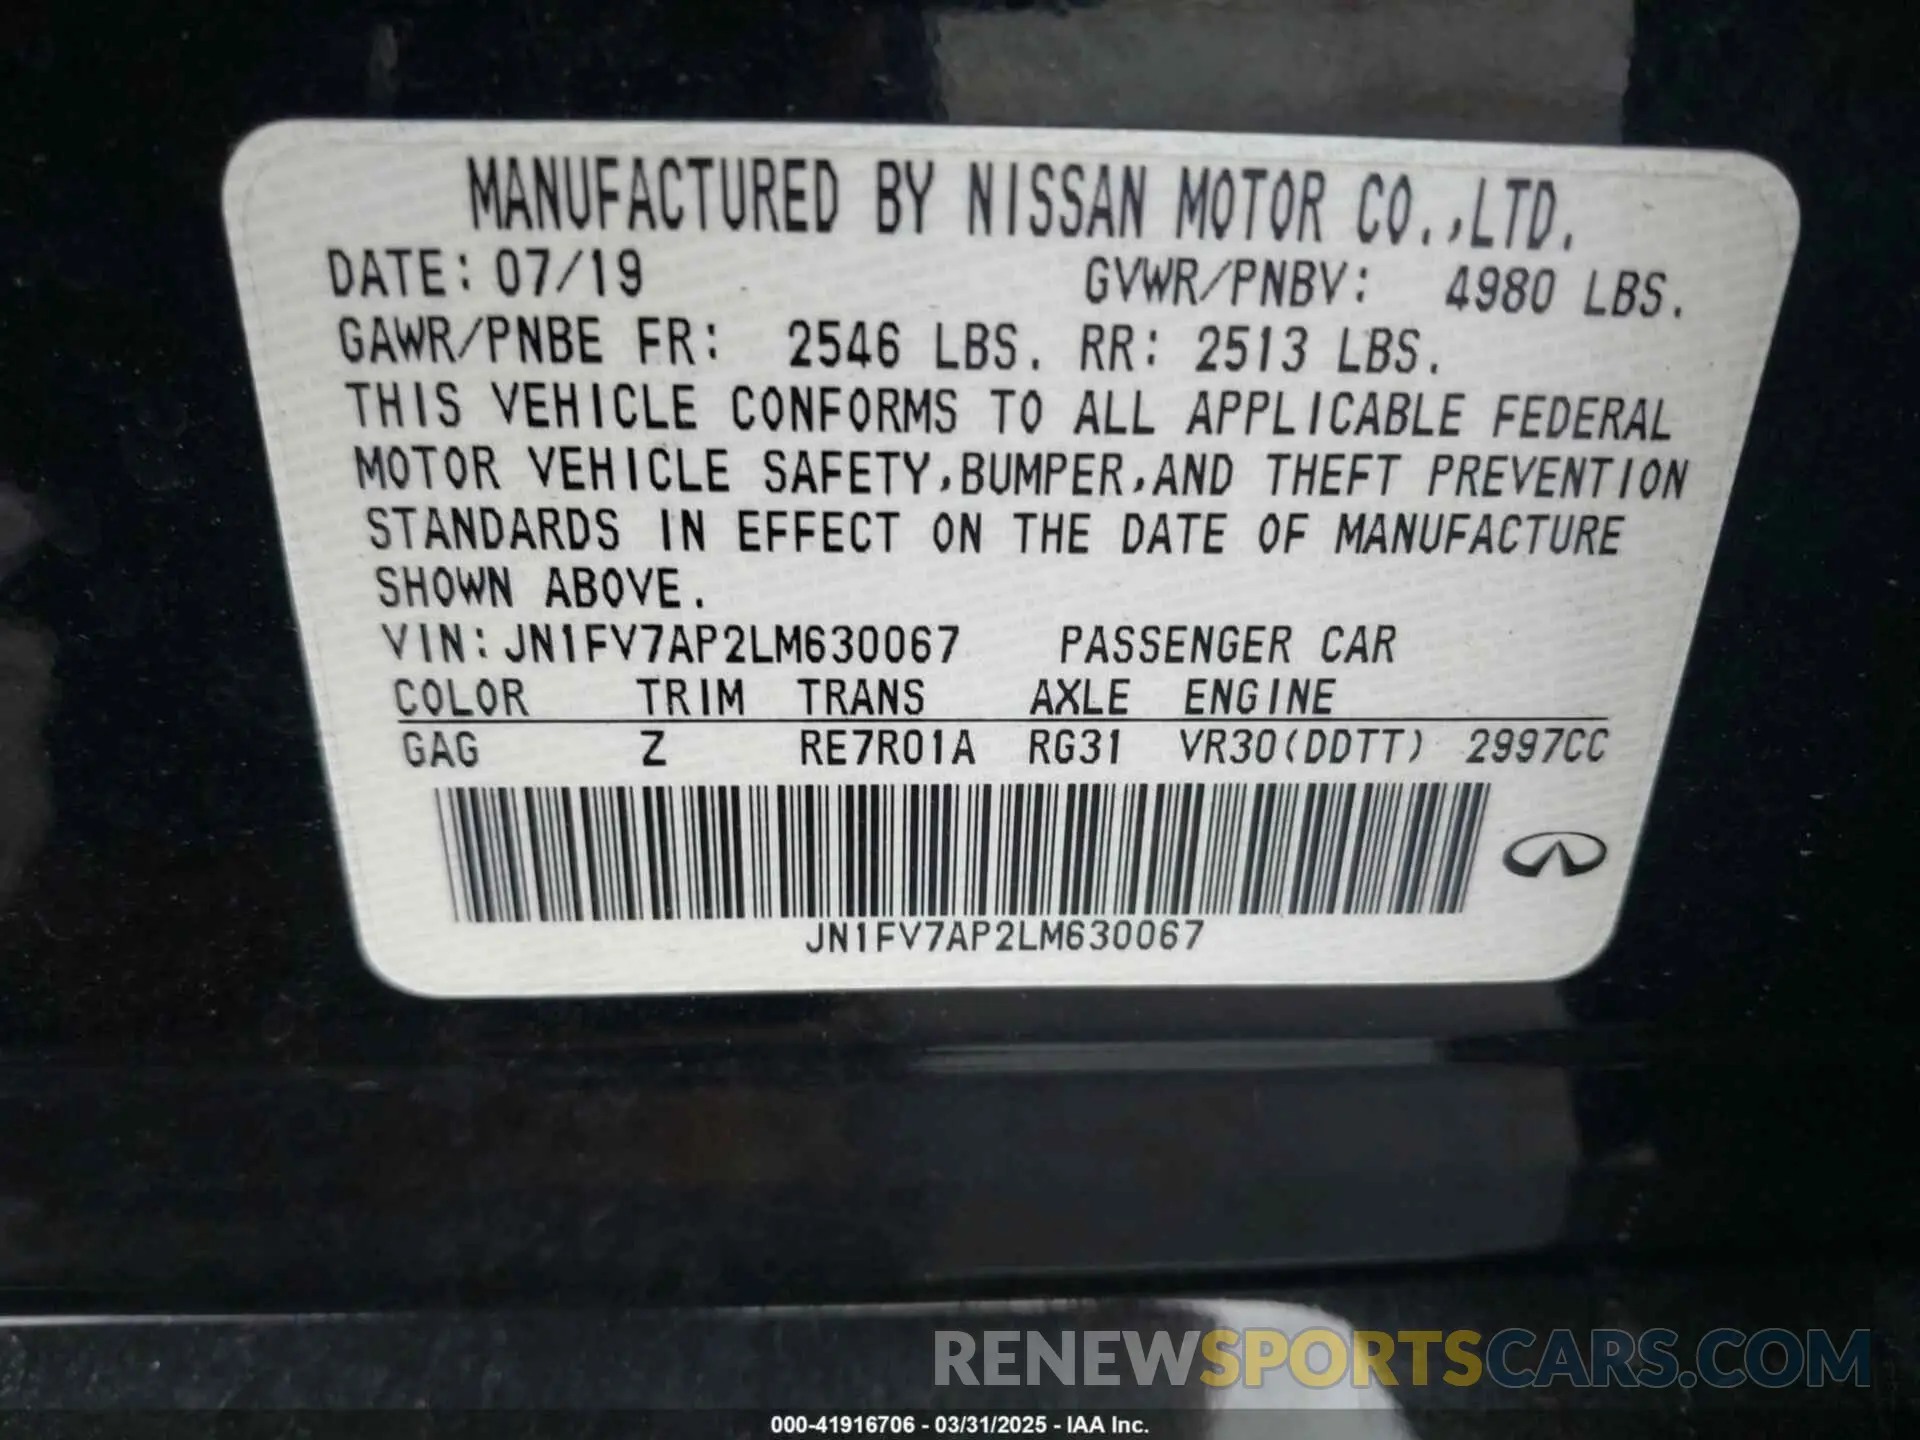 MANUFACTURED BY NISSAN MOTOR CO.,LTD.
DATE: 07/19 GVWR/PNBV: 4980 LBS.
GAWR/PNBE FR: 2546 LBS. RR: 2513 LBS.
THIS VEHICLE CONFORMS TO ALL APPLICABLE FEDERAL
MOTOR VEHICLE SAFETY,BUMPER,AND THEFT PREVENTION
STANDARDS IN EFFECT ON THE DATE OF MANUFACTURE
SHOWN ABOVE.
VIN: JN1FV7AP2LM630067 PASSENGER CAR
COLOR TRIM TRANS AXLE ENGINE
GAG Z RE7R01A RG31 VR30(DDTT) 2997CC
JN1FV7AP2LM630067
RENEWSPORTSCARS.COM
000-41916706 - 03/31/2025 - IAA Inc.